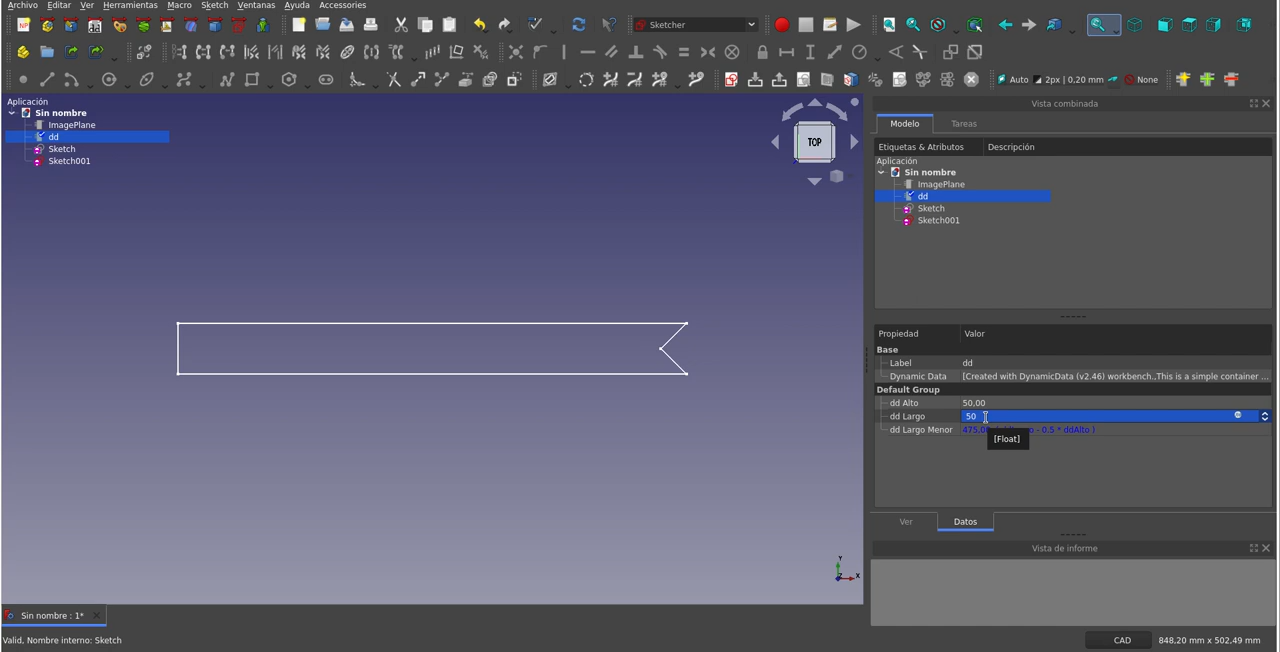 Archivo Editar Ver Herramientas Macro Sketch Ventanas Ayuda Accessories
Sketcher
Auto 2px | 0,20 mm None
Aplicación
Sin nombre
ImagePlane
dd
Sketch
Sketch001
TOP
Y
X
Vista combinada
Modelo Tareas
Etiquetas & Atributos Descripción
Aplicación
Sin nombre
ImagePlane
dd
Sketch
Sketch001
Propiedad Valor
Base
Label dd
Dynamic Data [Created with DynamicData (v2.46) workbench.,This is a simple container ...
Default Group
dd Alto 50,00
dd Largo 50
dd Largo Menor 475.0 - 0.5 * ddAlto )
[Float]
Ver Datos
Vista de informe
Sin nombre : 1*
Valid, Nombre interno: Sketch
CAD 848,20 mm x 502,49 mm